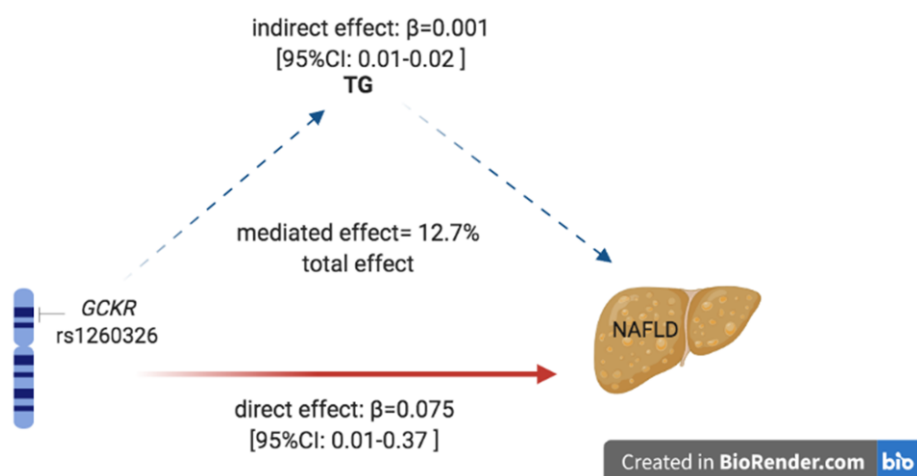 indirect effect: β=0.001
[95%CI: 0.01-0.02 ]
TG
mediated effect= 12.7%
total effect
GCKR
rs1260326
NAFLD
direct effect: β=0.075
[95%CI: 0.01-0.37 ]
Created in BioRender.com bio